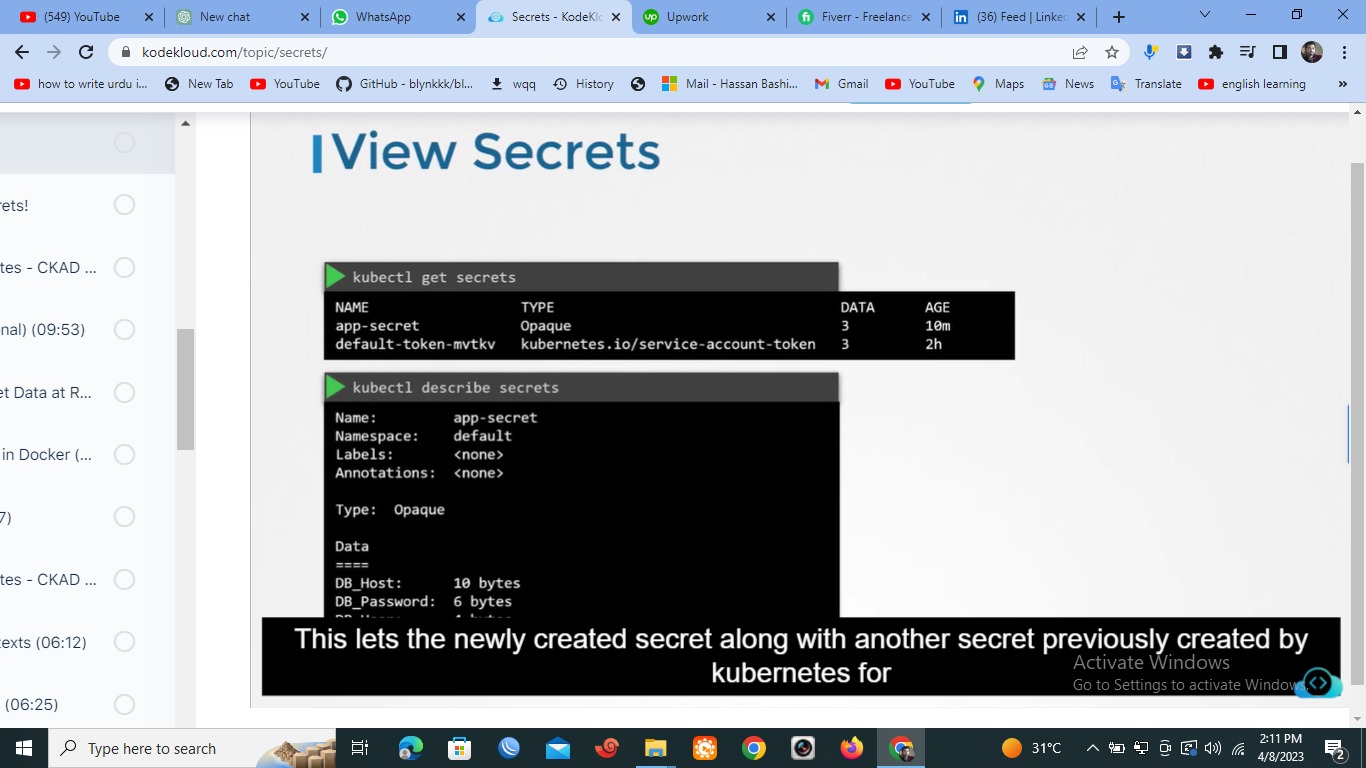 (549) YouTube
New chat
WhatsApp
Secrets - KodeKlo
Upwork
Fiverr - Freelance
(36) Feed | Linked
kodekloud.com/topic/secrets/
how to write urdu i...
New Tab
YouTube
GitHub - blynkkk/bl...
wqq
History
Mail - Hassan Bashi...
Gmail
YouTube
Maps
News
Translate
english learning
»
rets!
tes - CKAD ...
nal) (09:53)
et Data at R...
in Docker (...
7)
tes - CKAD ...
texts (06:12)
(06:25)
View Secrets
kubectl get secrets
NAME TYPE DATA AGE
app-secret Opaque 3 10m
default-token-mvtkv kubernetes.io/service-account-token 3 2h
kubectl describe secrets
Name: app-secret
Namespace: default
Labels: <none>
Annotations: <none>
Type: Opaque
Data
====
DB_Host: 10 bytes
DB_Password: 6 bytes
This lets the newly created secret along with another secret previously created by
kubernetes for
Activate Windows
Go to Settings to activate Windows.
Type here to search
31°C
2:11 PM
4/8/2023
2